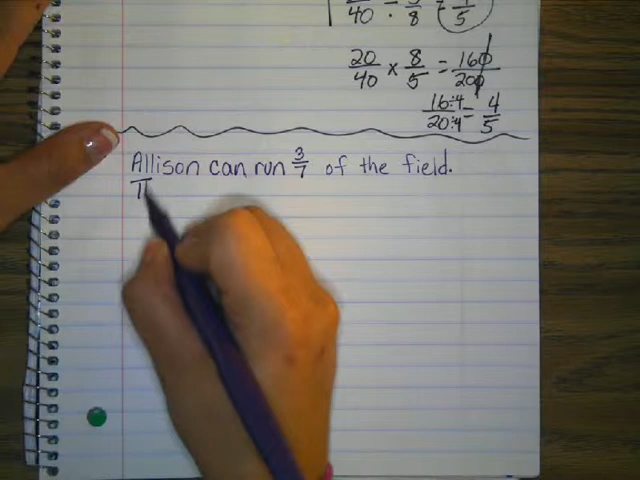 20/40 × 8/5 = 160/200
16÷4/20÷4 = 4/5
Allison can run 3/7 of the field.